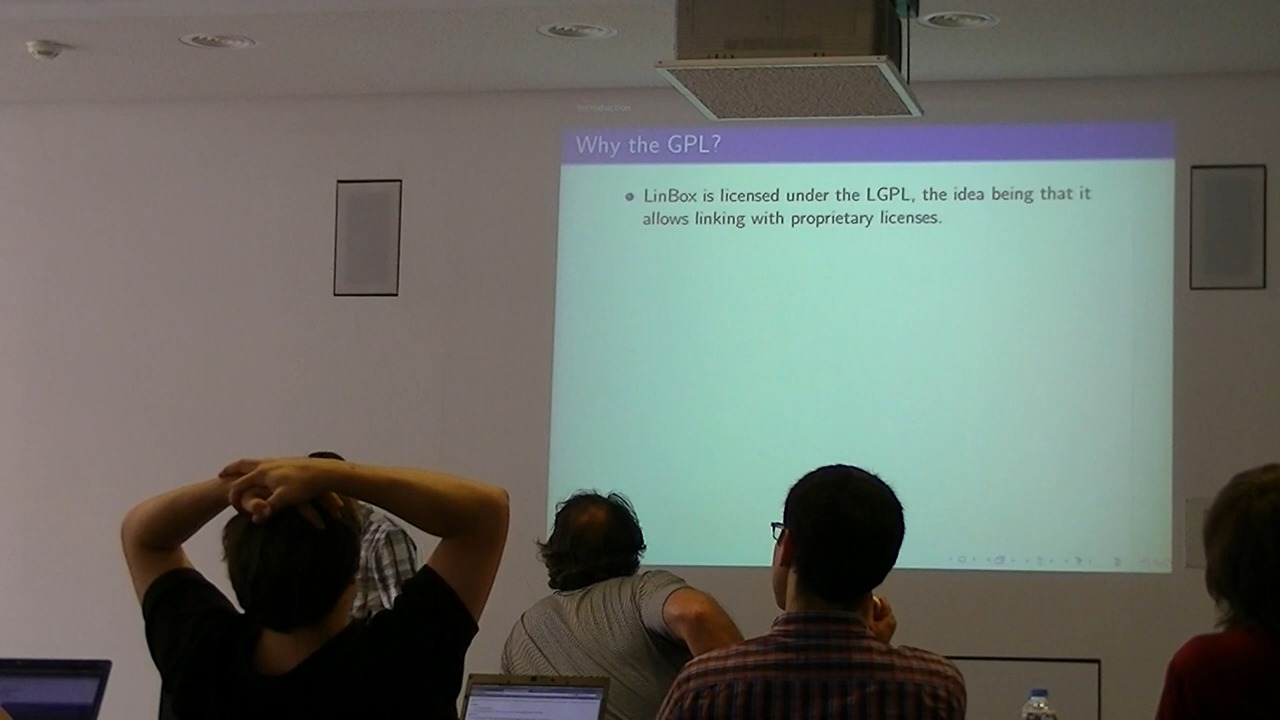 Introduction
Why the GPL?
LinBox is licensed under the LGPL, the idea being that it
allows linking with proprietary licenses.